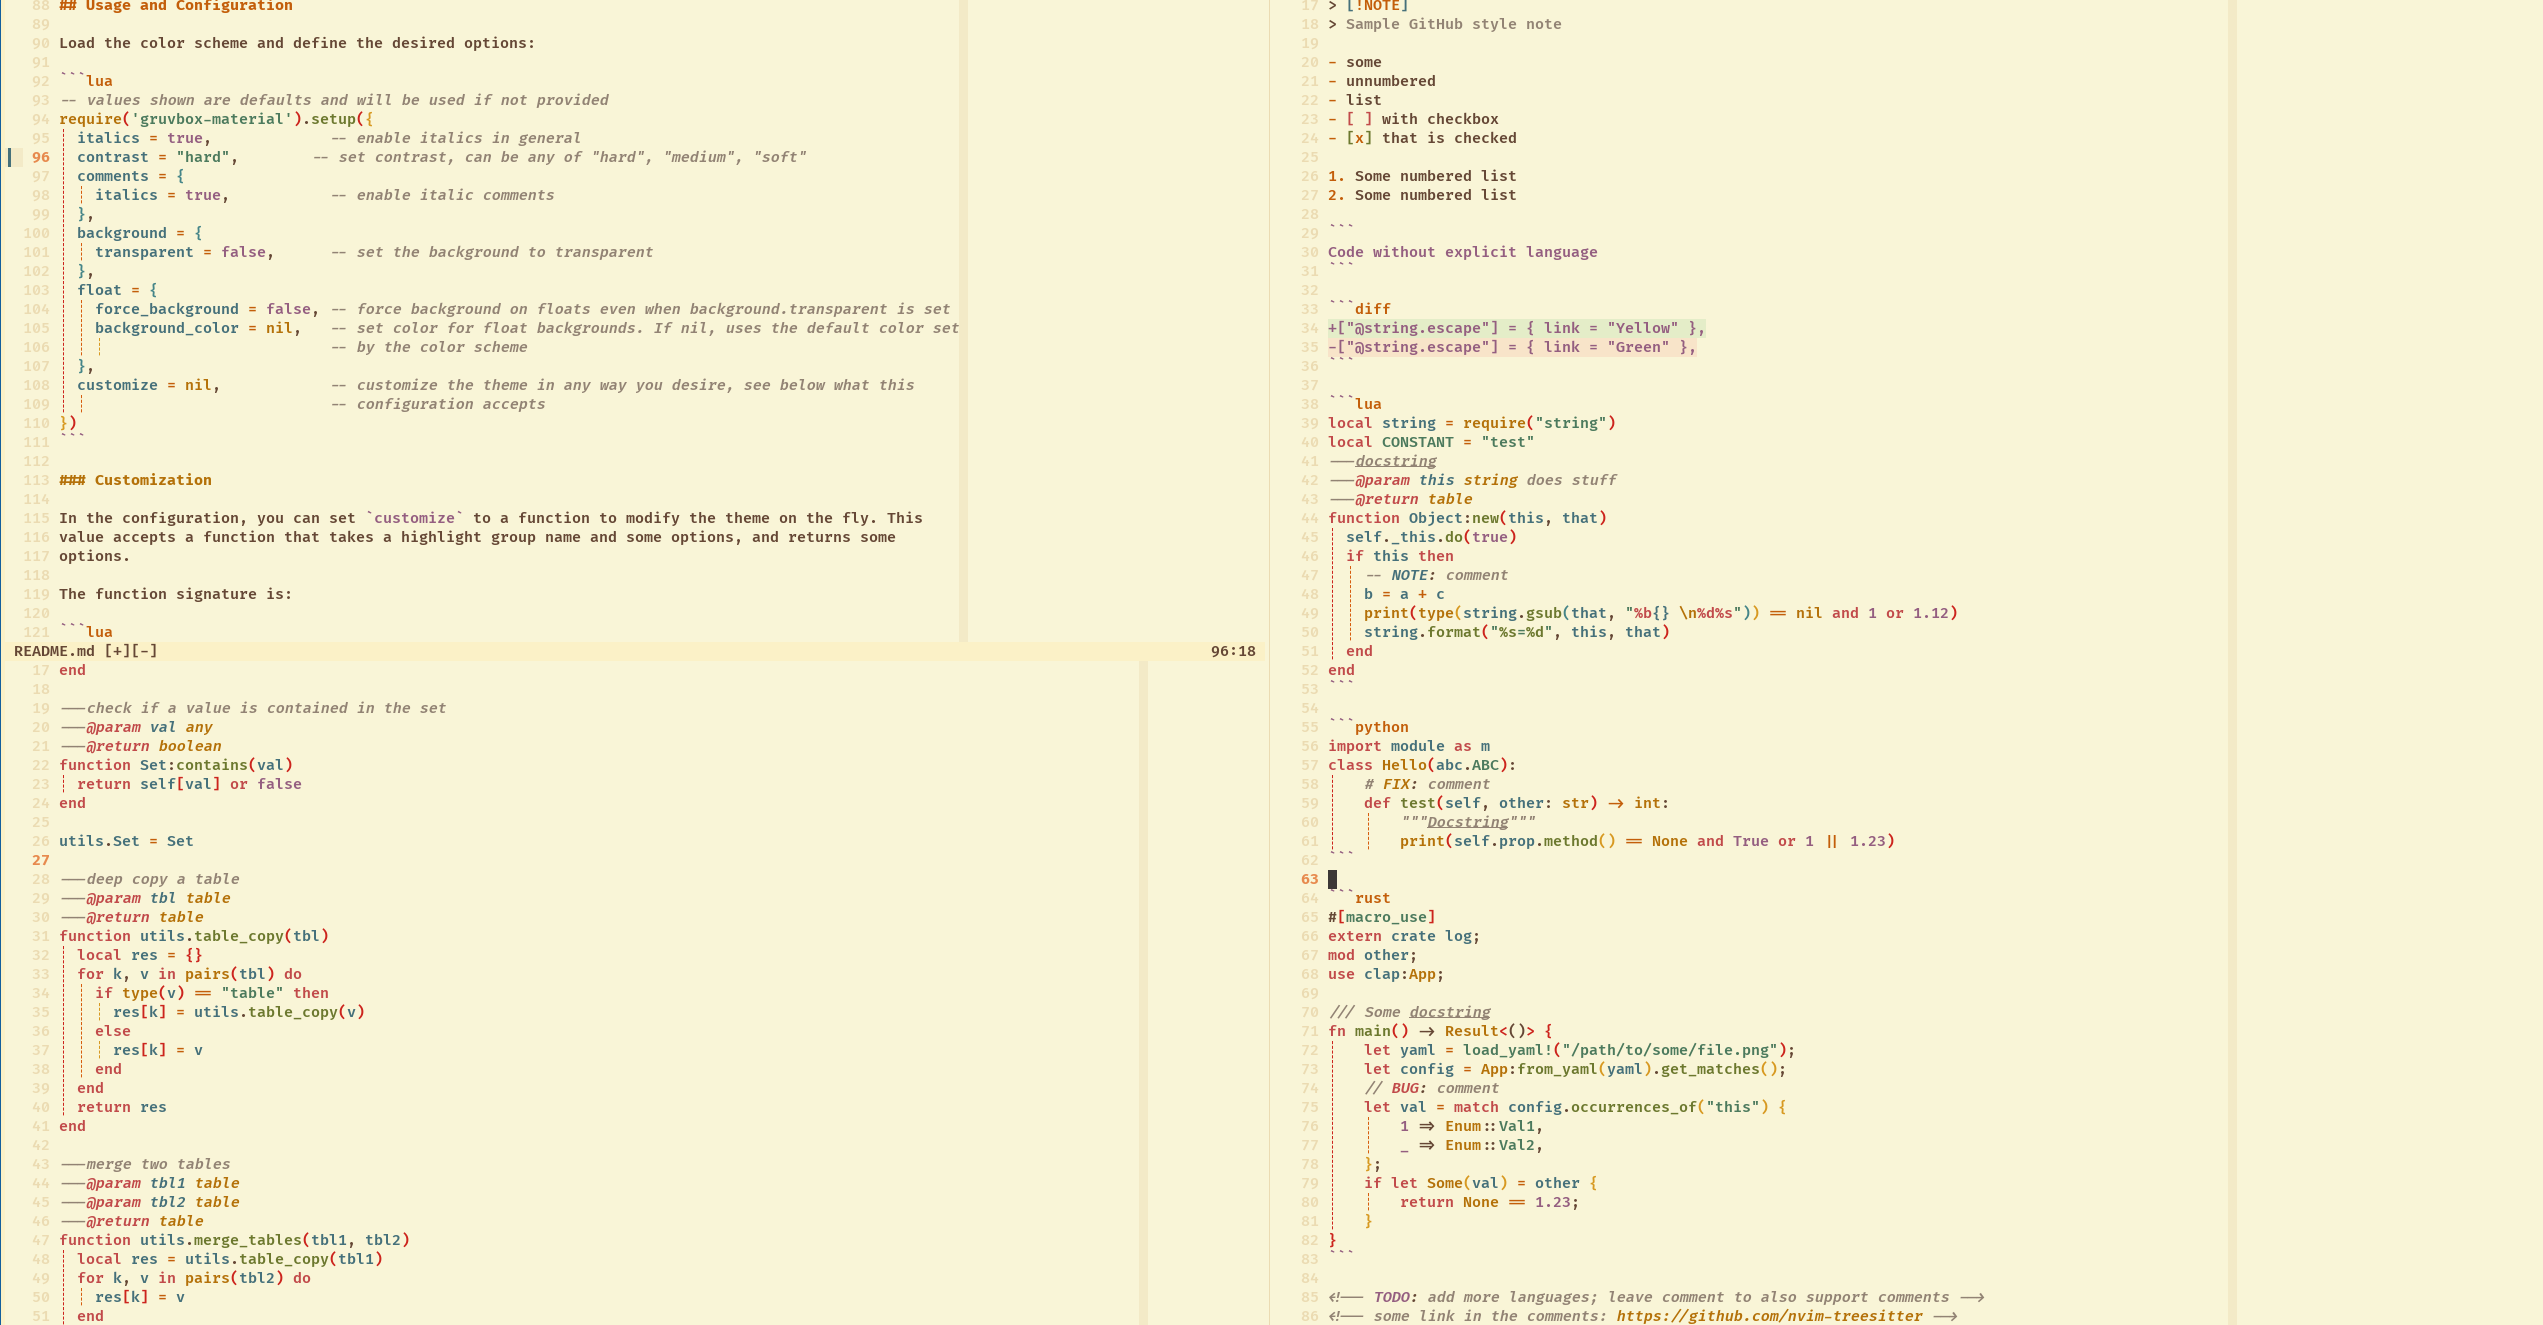 88 ## Usage and Configuration
89
90 Load the color scheme and define the desired options:
91
92 ```lua
93 -- values shown are defaults and will be used if not provided
94 require('gruvbox-material').setup({
95   italics = true,             -- enable italics in general
96   contrast = "hard",        -- set contrast, can be any of "hard", "medium", "soft"
97   comments = {
98     italics = true,           -- enable italic comments
99   },
100   background = {
101     transparent = false,      -- set the background to transparent
102   },
103   float = {
104     force_background = false, -- force background on floats even when background.transparent is set
105     background_color = nil,   -- set color for float backgrounds. If nil, uses the default color set
106                               -- by the color scheme
107   },
108   customize = nil,            -- customize the theme in any way you desire, see below what this
109                               -- configuration accepts
110 })
111 ```
112
113 ### Customization
114
115 In the configuration, you can set `customize` to a function to modify the theme on the fly. This
116 value accepts a function that takes a highlight group name and some options, and returns some
117 options.
118
119 The function signature is:
120
121 ```lua
README.md [+][-] 96:18
17 end
18
19 ---check if a value is contained in the set
20 ---@param val any
21 ---@return boolean
22 function Set:contains(val)
23   return self[val] or false
24 end
25
26 utils.Set = Set
27
28 ---deep copy a table
29 ---@param tbl table
30 ---@return table
31 function utils.table_copy(tbl)
32   local res = {}
33   for k, v in pairs(tbl) do
34     if type(v) == "table" then
35       res[k] = utils.table_copy(v)
36     else
37       res[k] = v
38     end
39   end
40   return res
41 end
42
43 ---merge two tables
44 ---@param tbl1 table
45 ---@param tbl2 table
46 ---@return table
47 function utils.merge_tables(tbl1, tbl2)
48   local res = utils.table_copy(tbl1)
49   for k, v in pairs(tbl2) do
50     res[k] = v
51   end
17 > [!NOTE]
18 > Sample GitHub style note
19
20 - some
21 - unnumbered
22 - list
23 - [ ] with checkbox
24 - [x] that is checked
25
26 1. Some numbered list
27 2. Some numbered list
28
29 ```
30 Code without explicit language
31 ```
32
33 ```diff
34 +["@string.escape"] = { link = "Yellow" },
35 -["@string.escape"] = { link = "Green" },
36 ```
37
38 ```lua
39 local string = require("string")
40 local CONSTANT = "test"
41 ---docstring
42 ---@param this string does stuff
43 ---@return table
44 function Object:new(this, that)
45   self._this.do(true)
46   if this then
47     -- NOTE: comment
48     b = a + c
49     print(type(string.gsub(that, "%b{} \n%d%s")) == nil and 1 or 1.12)
50     string.format("%s=%d", this, that)
51   end
52 end
53 ```
54
55 ```python
56 import module as m
57 class Hello(abc.ABC):
58     # FIX: comment
59     def test(self, other: str) -> int:
60         """Docstring"""
61         print(self.prop.method() == None and True or 1 || 1.23)
62 ```
63
64 ```rust
65 #[macro_use]
66 extern crate log;
67 mod other;
68 use clap:App;
69
70 /// Some docstring
71 fn main() -> Result<()> {
72     let yaml = load_yaml!("/path/to/some/file.png");
73     let config = App:from_yaml(yaml).get_matches();
74     // BUG: comment
75     let val = match config.occurrences_of("this") {
76         1 => Enum::Val1,
77         _ => Enum::Val2,
78     };
79     if let Some(val) = other {
80         return None == 1.23;
81     }
82 }
83 ```
84
85 <!-- TODO: add more languages; leave comment to also support comments -->
86 <!-- some link in the comments: https://github.com/nvim-treesitter -->